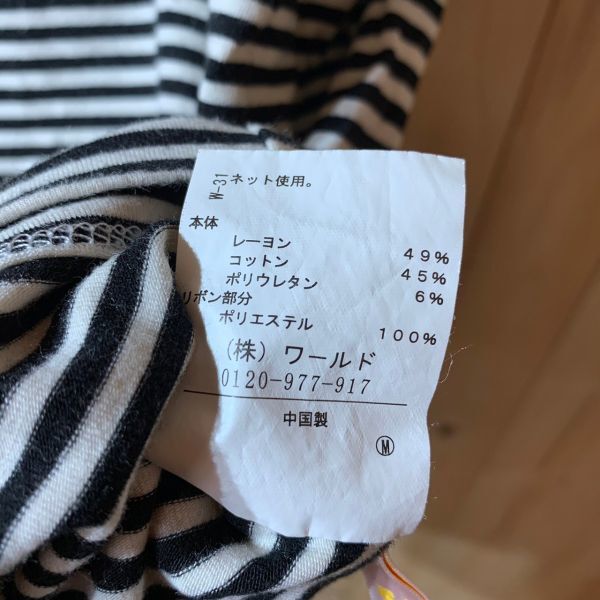 ネット使用。
W-31
本体
レーヨン 49%
コットン 45%
ポリウレタン 6%
リボン部分
ポリエステル 100%
(株) ワールド
0120-977-917
中国製
M